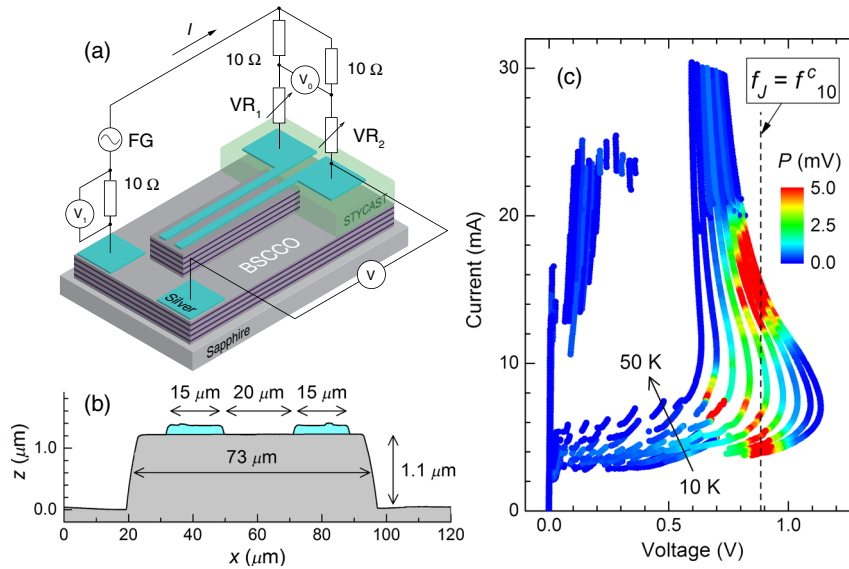 (a)
I
10 Ω
10 Ω
V₀
VR₁
VR₂
FG
10 Ω
V₁
STYCAST
BSCCO
V
Silver
Sapphire
(b)
15 μm
20 μm
15 μm
z (μm)
1.0
0.0
73 μm
1.1 μm
0
20
40
60
80
100
120
x (μm)
(c)
f_J = f^c_10
P (mV)
5.0
2.5
0.0
Current (mA)
30
20
10
0
50 K
10 K
0.0
0.5
1.0
Voltage (V)